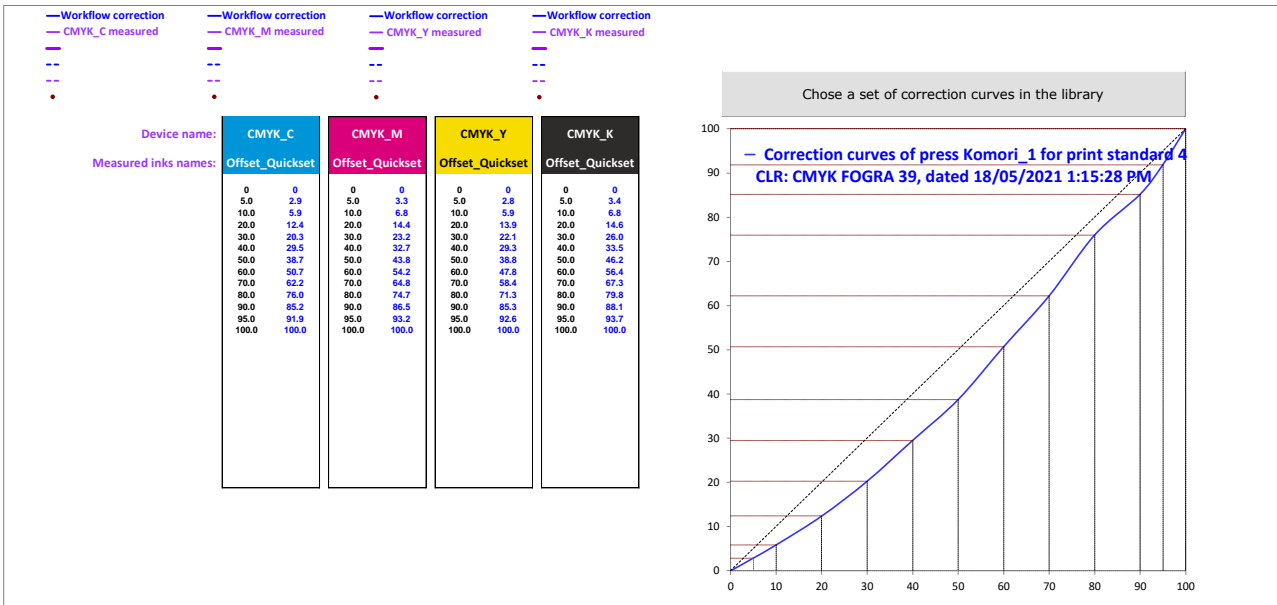 Workflow correction Workflow correction Workflow correction Workflow correction
CMYK_C measured CMYK_M measured CMYK_Y measured CMYK_K measured
Chose a set of correction curves in the library
Device name: CMYK_C CMYK_M CMYK_Y CMYK_K
Measured inks names: Offset_Quickset Offset_Quickset Offset_Quickset Offset_Quickset
0 0 0 0 0 0 0 0
5.0 2.9 5.0 3.3 5.0 2.8 5.0 3.4
10.0 5.9 10.0 6.8 10.0 5.9 10.0 6.8
20.0 12.4 20.0 14.4 20.0 13.9 20.0 14.6
30.0 20.3 30.0 23.2 30.0 22.1 30.0 26.0
40.0 29.5 40.0 32.7 40.0 29.3 40.0 33.5
50.0 38.7 50.0 43.8 50.0 38.8 50.0 46.2
60.0 50.7 60.0 54.2 60.0 47.8 60.0 56.4
70.0 62.2 70.0 64.8 70.0 58.4 70.0 67.3
80.0 76.0 80.0 74.7 80.0 71.3 80.0 79.8
90.0 85.2 90.0 86.5 90.0 85.3 90.0 88.1
95.0 91.9 95.0 93.2 95.0 92.6 95.0 93.7
100.0 100.0 100.0 100.0 100.0 100.0 100.0 100.0
Correction curves of press Komori_1 for print standard 4
CLR: CMYK FOGRA 39, dated 18/05/2021 1:15:28 PM
100
90
80
70
60
50
40
30
20
10
0
0 10 20 30 40 50 60 70 80 90 100